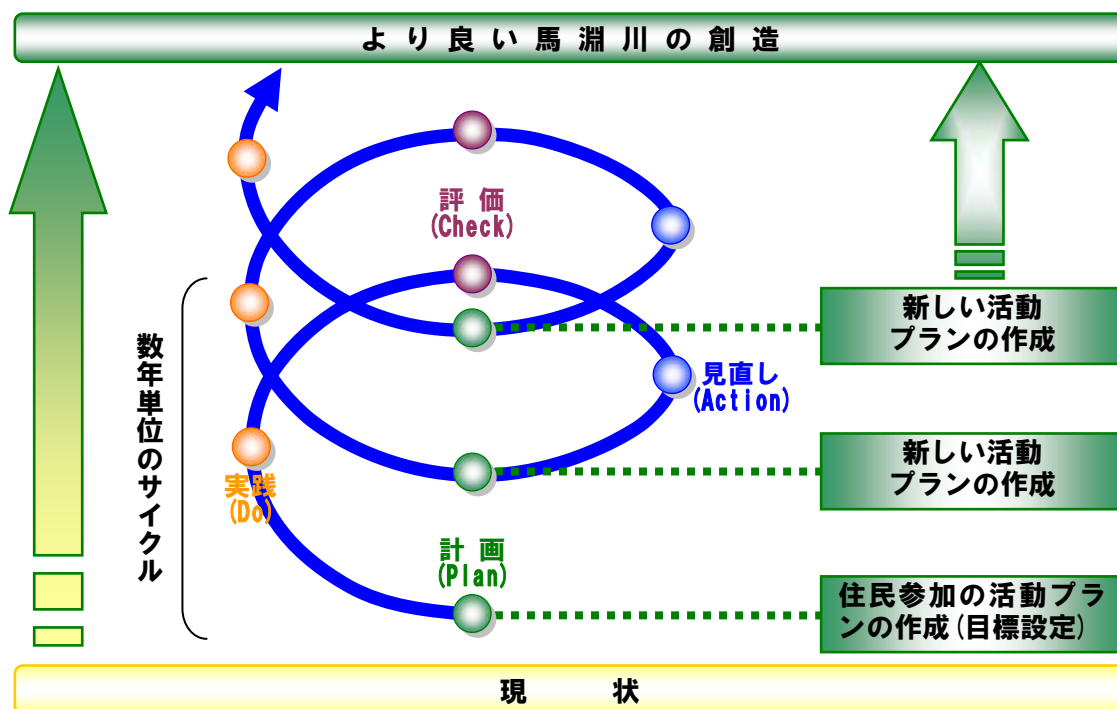 より良い馬淵川の創造
評価
(Check)
新しい活動
プランの作成
数年単位のサイクル
見直し
(Action)
新しい活動
プランの作成
実践
(Do)
計画
(Plan)
住民参加の活動プラ
ンの作成(目標設定)
現　状